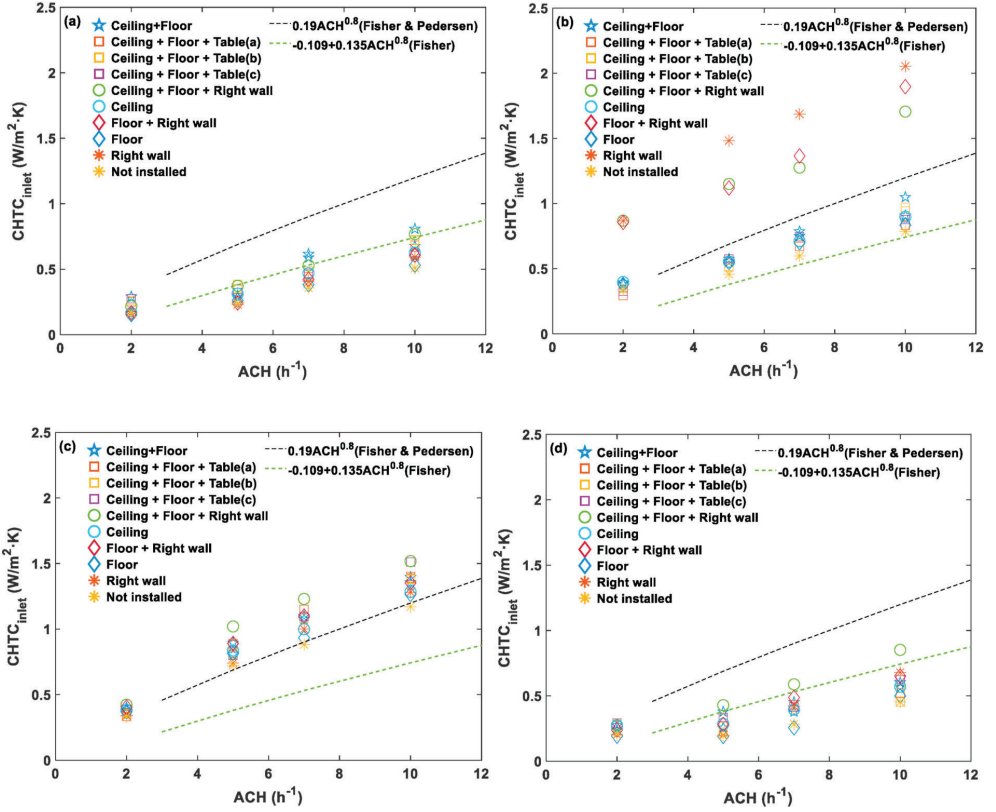 (a)
Ceiling+Floor
Ceiling + Floor + Table(a)
Ceiling + Floor + Table(b)
Ceiling + Floor + Table(c)
Ceiling + Floor + Right wall
Ceiling
Floor + Right wall
Floor
Right wall
Not installed
0.19ACH^0.8(Fisher & Pedersen)
-0.109+0.135ACH^0.8(Fisher)
CHTC_inlet (W/m²·K)
2.5
2
1.5
1
0.5
0
0 2 4 6 8 10 12
ACH (h⁻¹)
(b)
Ceiling+Floor
Ceiling + Floor + Table(a)
Ceiling + Floor + Table(b)
Ceiling + Floor + Table(c)
Ceiling + Floor + Right wall
Ceiling
Floor + Right wall
Floor
Right wall
Not installed
0.19ACH^0.8(Fisher & Pedersen)
-0.109+0.135ACH^0.8(Fisher)
CHTC_inlet (W/m²·K)
2.5
2
1.5
1
0.5
0
0 2 4 6 8 10 12
ACH (h⁻¹)
(c)
Ceiling+Floor
Ceiling + Floor + Table(a)
Ceiling + Floor + Table(b)
Ceiling + Floor + Table(c)
Ceiling + Floor + Right wall
Ceiling
Floor + Right wall
Floor
Right wall
Not installed
0.19ACH^0.8(Fisher & Pedersen)
-0.109+0.135ACH^0.8(Fisher)
CHTC_inlet (W/m²·K)
2.5
2
1.5
1
0.5
0
0 2 4 6 8 10 12
ACH (h⁻¹)
(d)
Ceiling+Floor
Ceiling + Floor + Table(a)
Ceiling + Floor + Table(b)
Ceiling + Floor + Table(c)
Ceiling + Floor + Right wall
Ceiling
Floor + Right wall
Floor
Right wall
Not installed
0.19ACH^0.8(Fisher & Pedersen)
-0.109+0.135ACH^0.8(Fisher)
CHTC_inlet (W/m²·K)
2.5
2
1.5
1
0.5
0
0 2 4 6 8 10 12
ACH (h⁻¹)